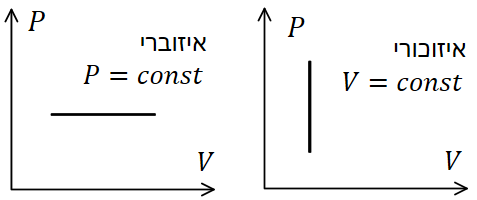 P
איזוברי
P = const
V
P
איזוכורי
V = const
V